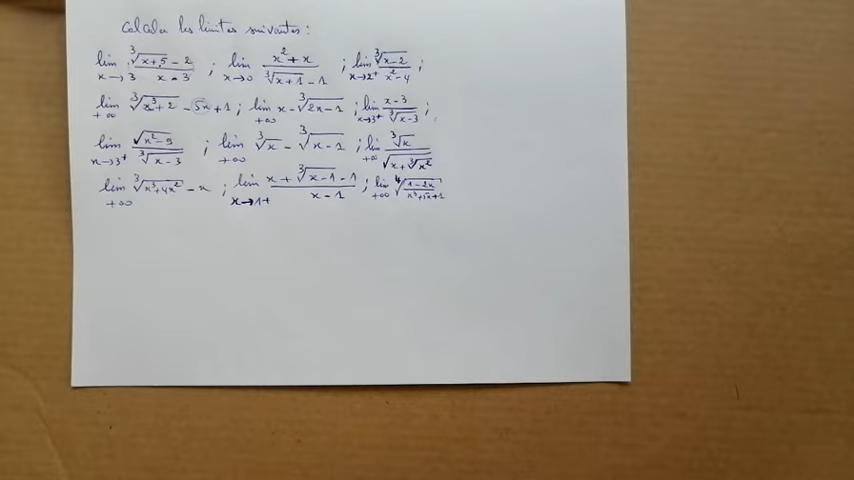 Calculer les limites suivantes :
lim x→3 (∛(x+5) - 2)/(x - 3) ; lim x→0 (x² + x)/(∛(x+1) - 1) ; lim x→2⁺ ∛(x-2)/(x²-4) ;
lim +∞ ∛(x³+2) - 5x + 1 ; lim +∞ x - ∛(2x-1) ; lim x→3⁺ (x-3)/∛(x-3) ;
lim x→3⁺ √(x²-9)/∛(x-3) ; lim +∞ ∛x - ∛(x-1) ; lim +∞ ∛x/√(x+∛(x²))
lim +∞ ∛(x³+4x²) - x ; lim x→1+ (x + ∛(x-1) - 1)/(x - 1) ; lim +∞ ∜((1-2x)/(x³+5x+1))